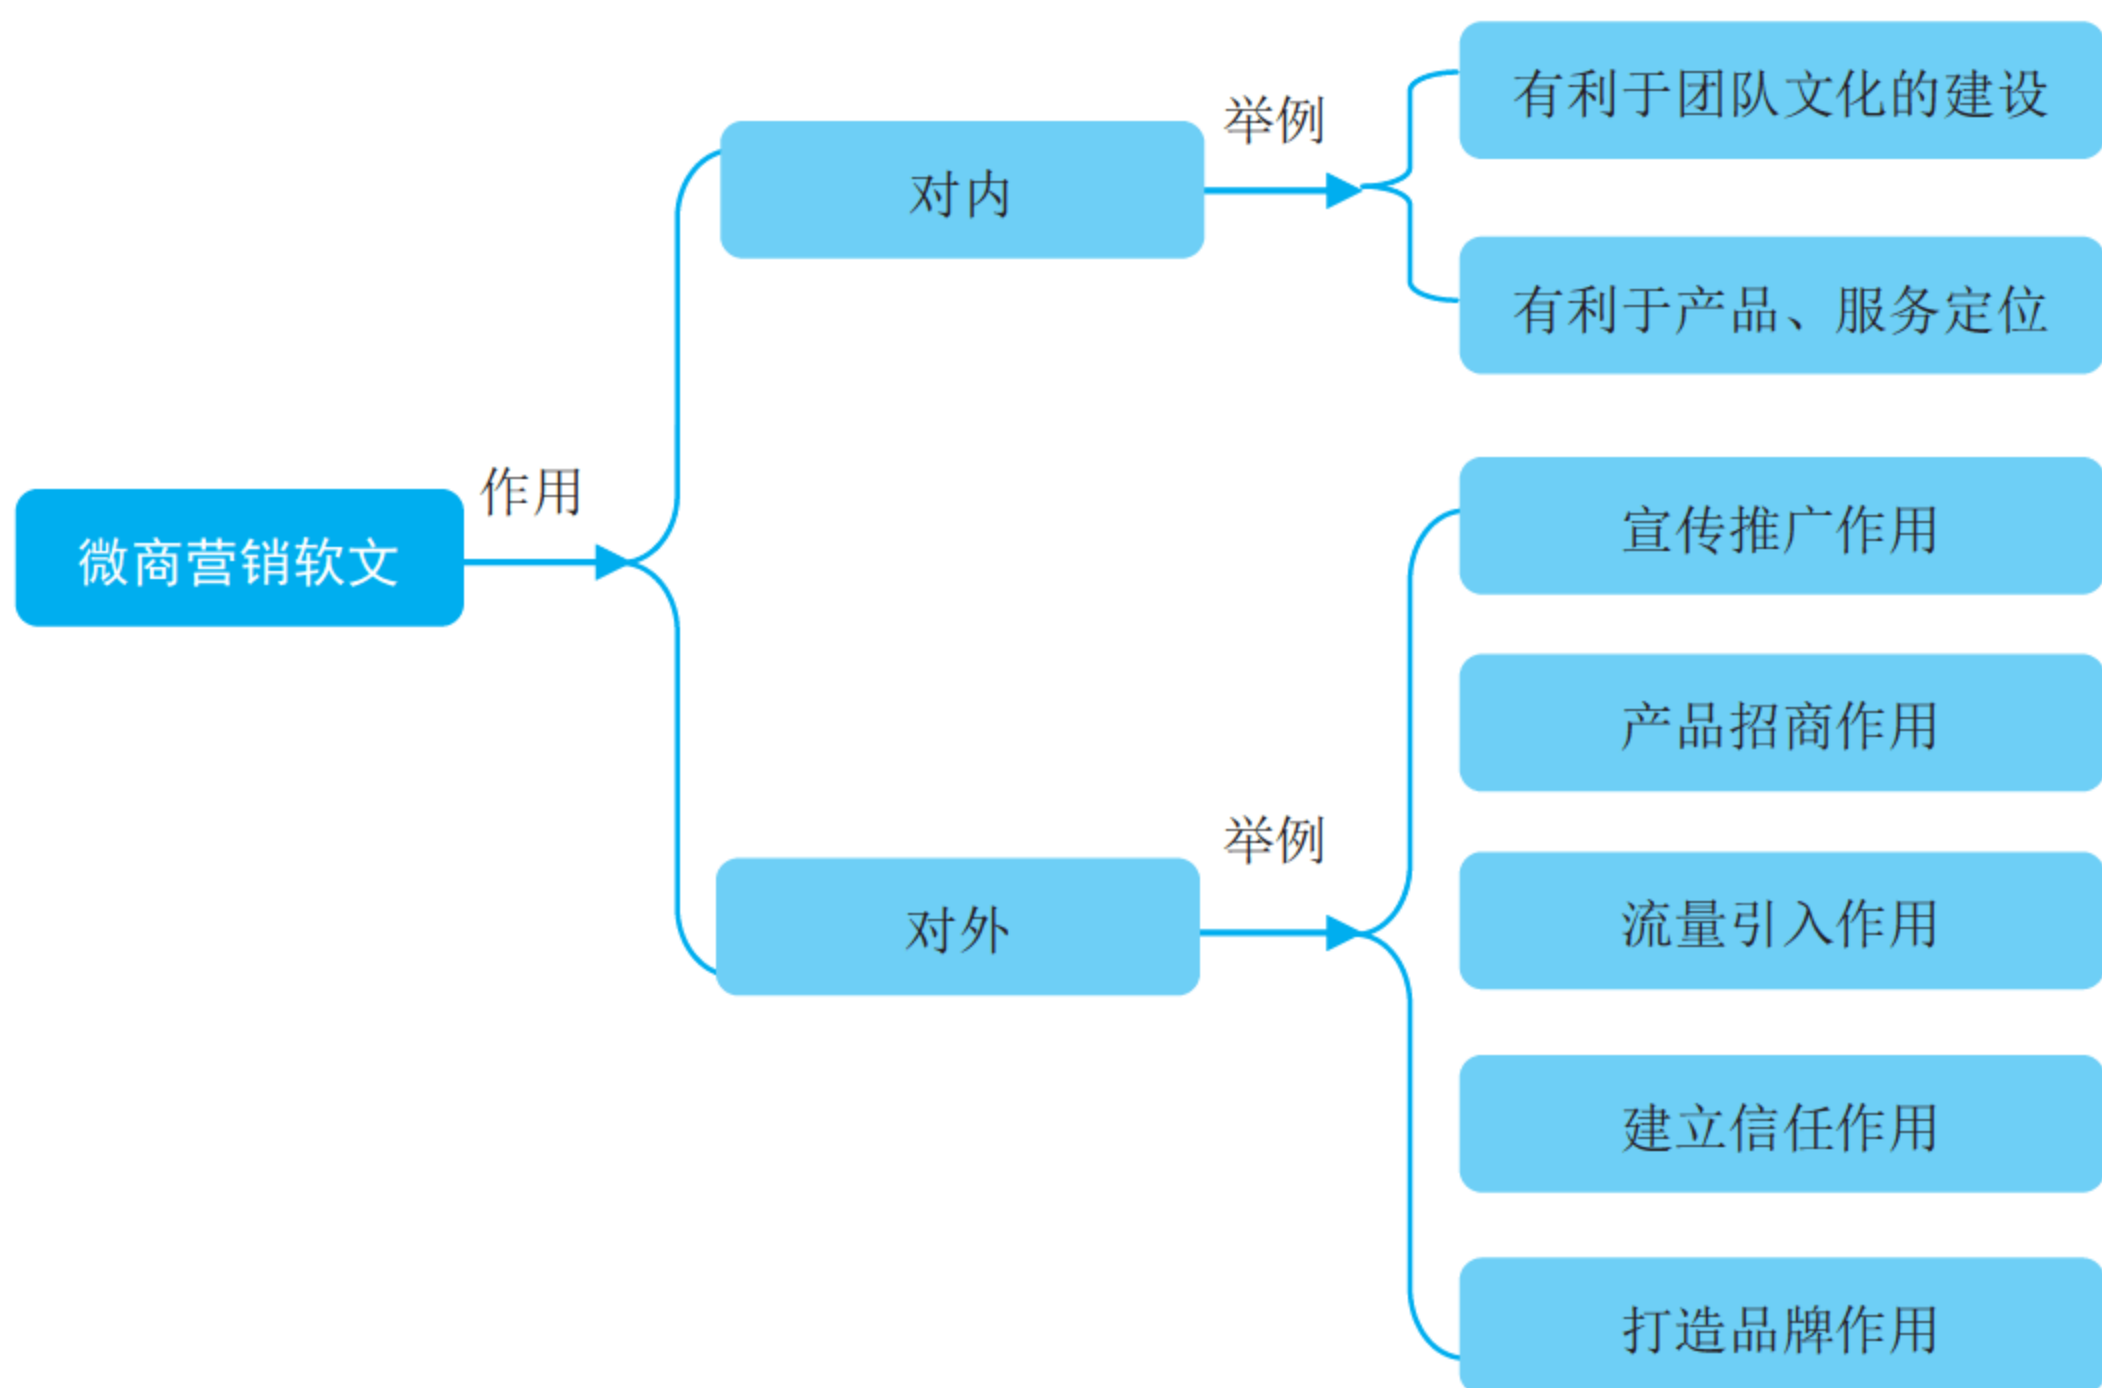 微商营销软文
作用
对内
举例
有利于团队文化的建设
有利于产品、服务定位
对外
举例
宣传推广作用
产品招商作用
流量引入作用
建立信任作用
打造品牌作用